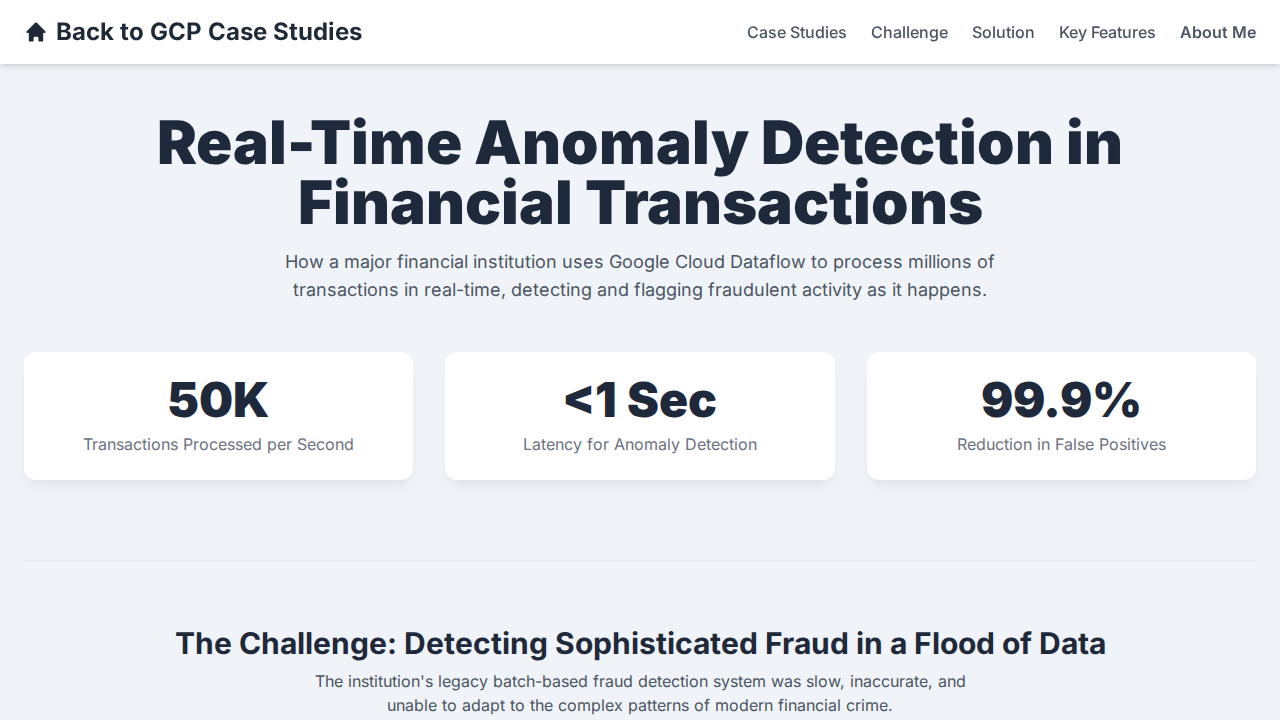 Back to GCP Case Studies
Case Studies
Challenge
Solution
Key Features
About Me
Real-Time Anomaly Detection in
Financial Transactions
How a major financial institution uses Google Cloud Dataflow to process millions of
transactions in real-time, detecting and flagging fraudulent activity as it happens.
50K
Transactions Processed per Second
<1 Sec
Latency for Anomaly Detection
99.9%
Reduction in False Positives
The Challenge: Detecting Sophisticated Fraud in a Flood of Data
The institution's legacy batch-based fraud detection system was slow, inaccurate, and
unable to adapt to the complex patterns of modern financial crime.